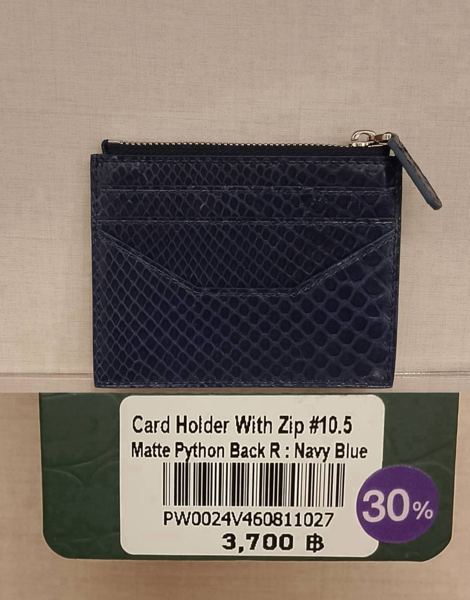 Card Holder With Zip #10.5
Matte Python Back R : Navy Blue
PW0024V460811027
3,700 ฿
30%